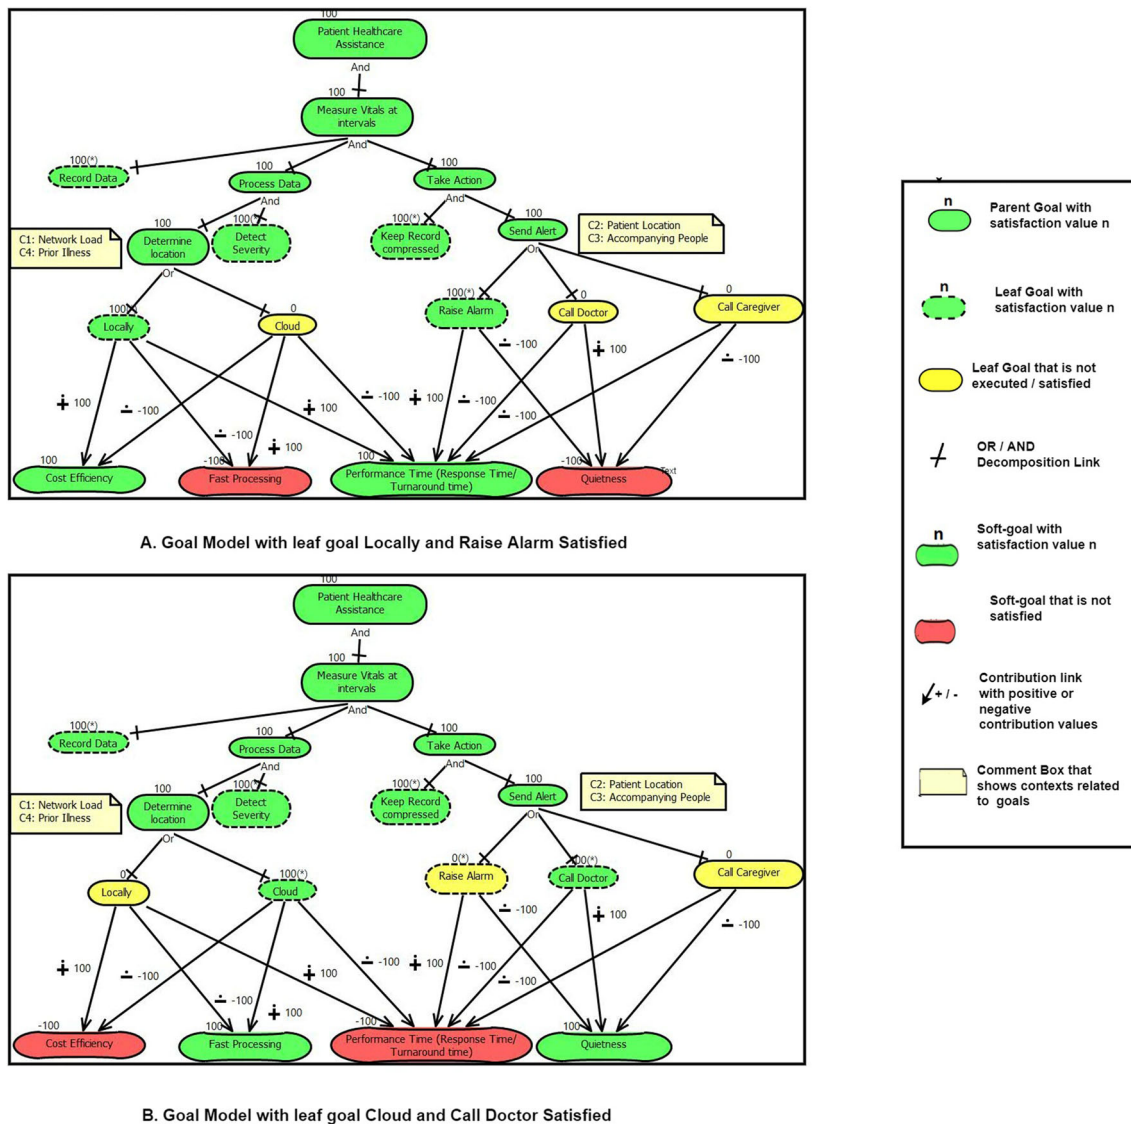 100
Patient Healthcare
Assistance
And
100
Measure Vitals at
intervals
And
100(*)
Record Data
100
Process Data
And
100
Take Action
And
C1: Network Load
C4: Prior Illness
100
Determine
location
Or
100(*)
Detect
Severity
100(*)
Keep Record
compressed
100
Send Alert
Or
C2: Patient Location
C3: Accompanying People
100(*)
Locally
0
Cloud
100(*)
Raise Alarm
0
Call Doctor
0
Call Caregiver
+ 100
- -100
- -100
+ 100
+ 100
- -100
+ 100
- -100
- -100
- -100
+ 100
- -100
100
Cost Efficiency
-100
Fast Processing
100
Performance Time (Response Time/
Turnaround time)
-100
Quietness
Text
A. Goal Model with leaf goal Locally and Raise Alarm Satisfied
100
Patient Healthcare
Assistance
And
100
Measure Vitals at
intervals
And
100(*)
Record Data
100
Process Data
And
100
Take Action
And
C1: Network Load
C4: Prior Illness
100
Determine
location
Or
100(*)
Detect
Severity
100(*)
Keep Record
compressed
100
Send Alert
Or
C2: Patient Location
C3: Accompanying People
0
Locally
100(*)
Cloud
0(*)
Raise Alarm
100(*)
Call Doctor
0
Call Caregiver
+ 100
- -100
- -100
+ 100
+ 100
- -100
+ 100
- -100
- -100
- -100
+ 100
- -100
-100
Cost Efficiency
100
Fast Processing
-100
Performance Time (Response Time/
Turnaround time)
100
Quietness
B. Goal Model with leaf goal Cloud and Call Doctor Satisfied
n
Parent Goal with
satisfaction value n
n
Leaf Goal with
satisfaction value n
Leaf Goal that is not
executed / satisfied
OR / AND
Decomposition Link
n
Soft-goal with
satisfaction value n
Soft-goal that is not
satisfied
+ / -
Contribution link
with positive or
negative
contribution values
Comment Box that
shows contexts related
to goals